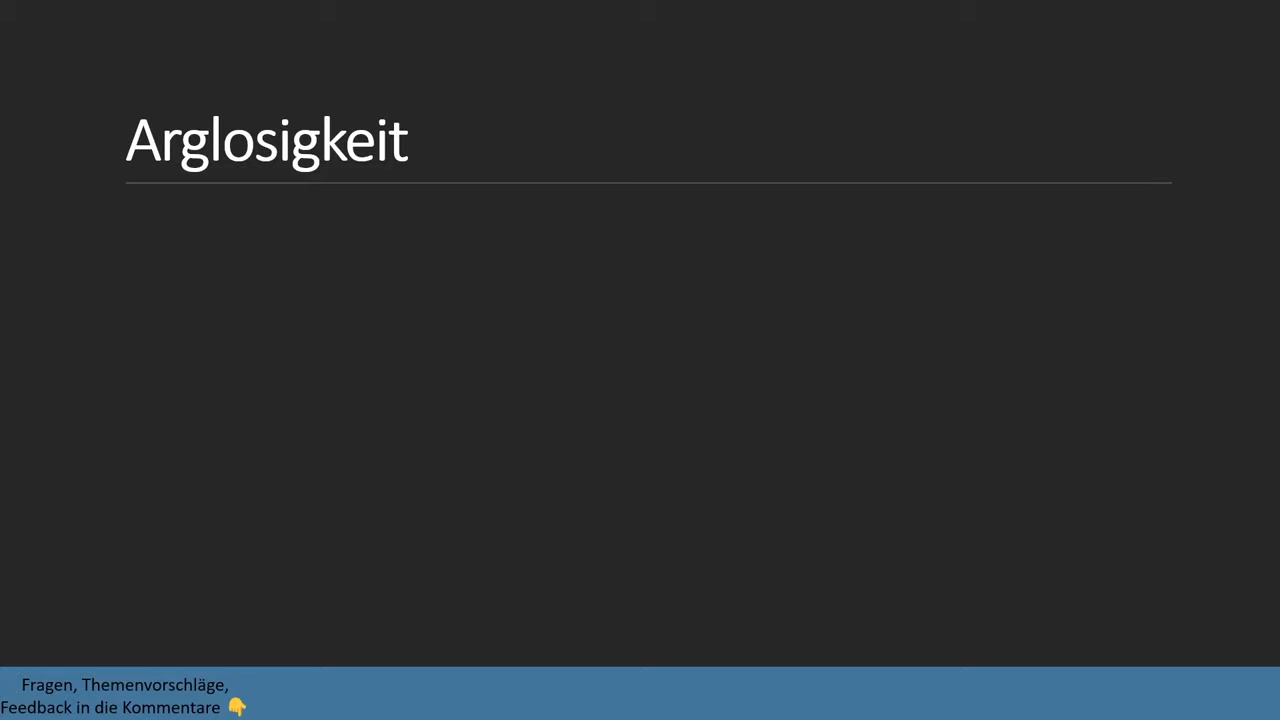 Arglosigkeit
Fragen, Themenvorschläge,
Feedback in die Kommentare 👇